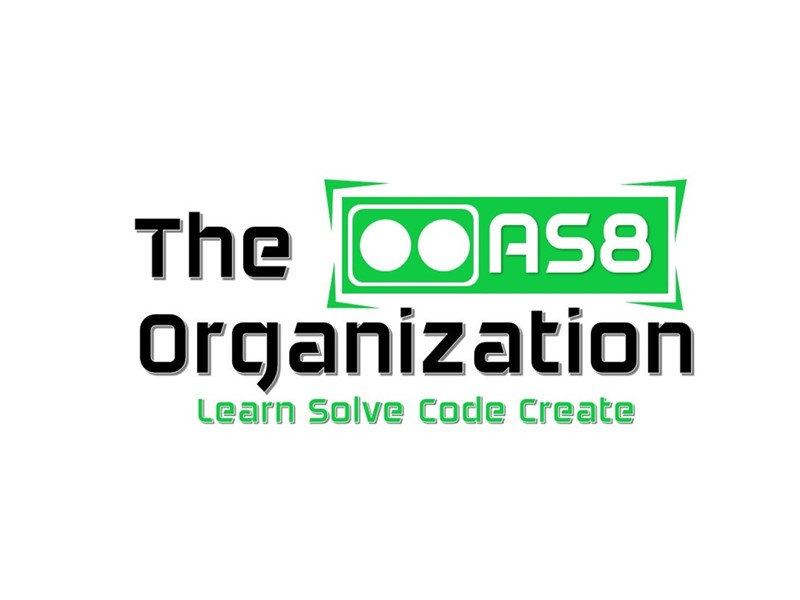 The AS8
Organization
Learn Solve Code Create